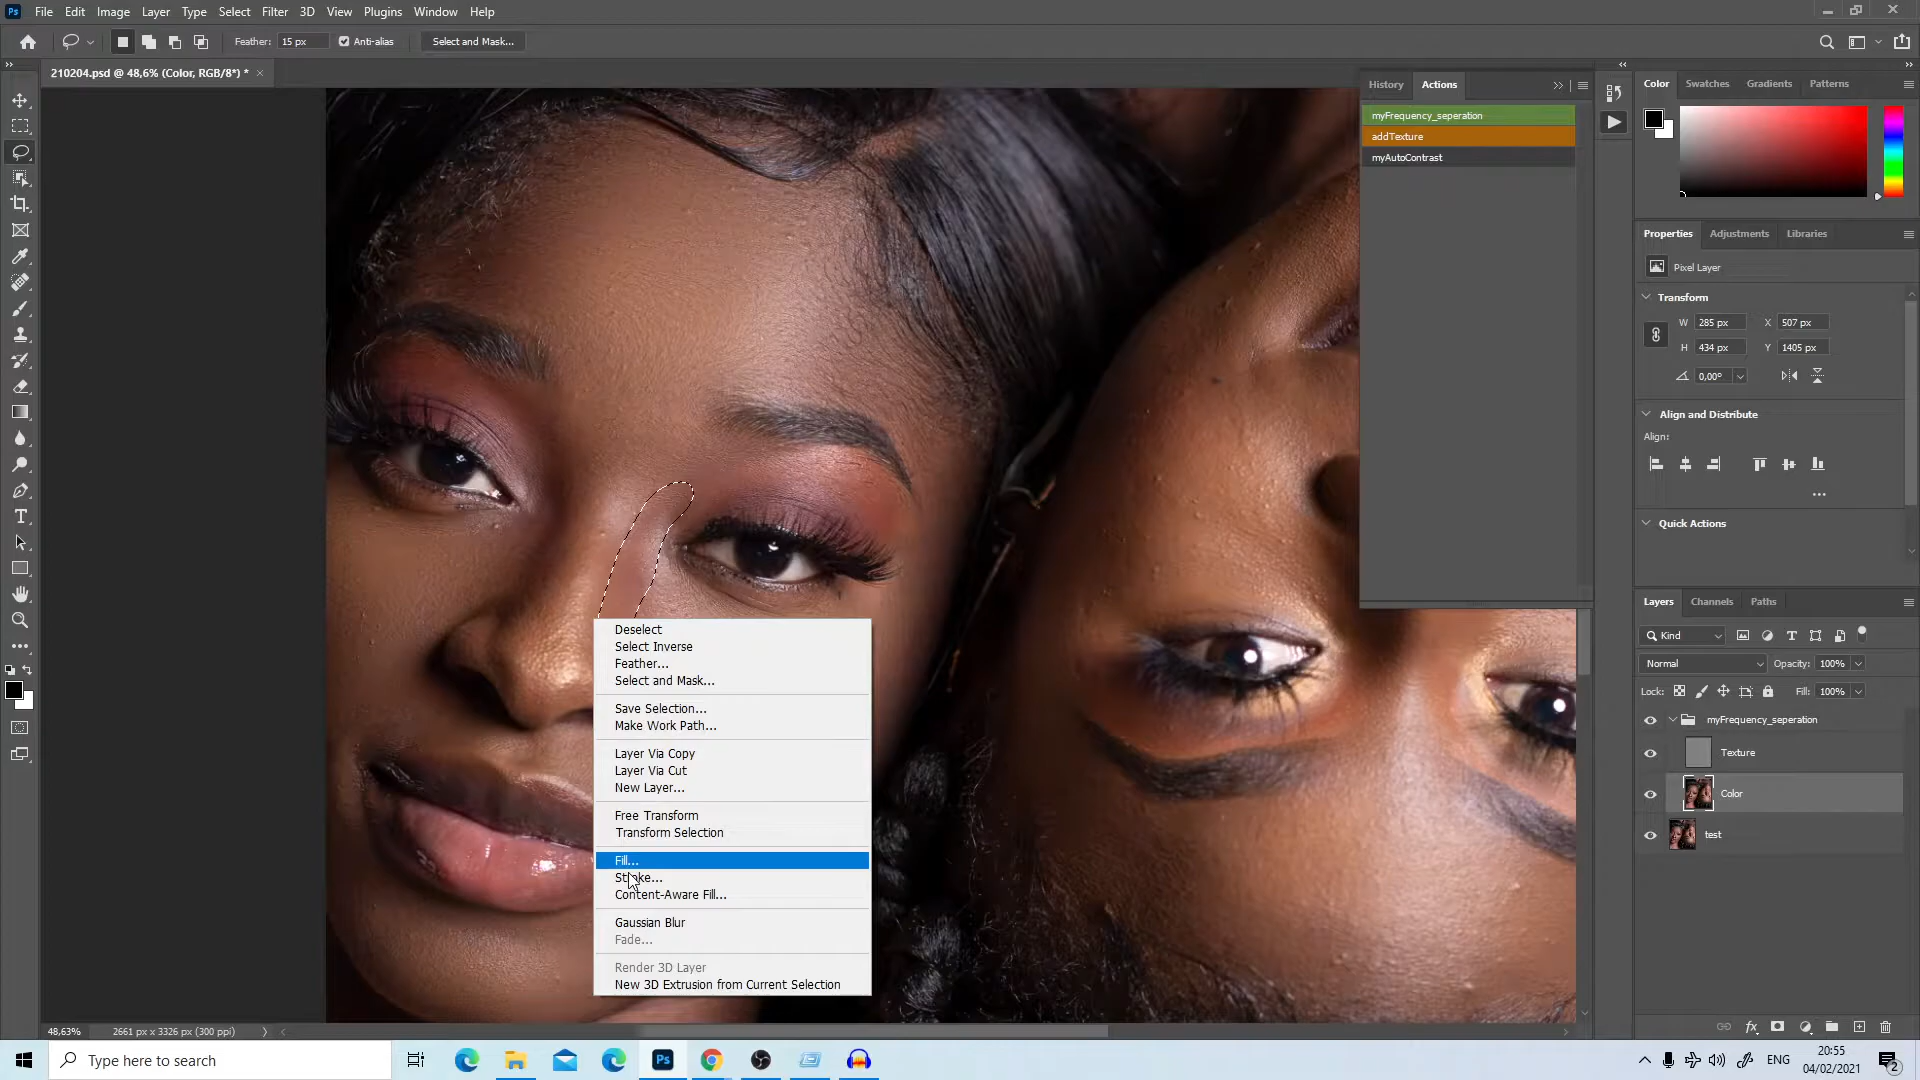 Ps File Edit Image Layer Type Select Filter 3D View Plugins Window Help
Feather: 15 px Anti-alias Select and Mask...
210204.psd @ 48,6% (Color, RGB/8*) *
History Actions
myFrequency_seperation
addTexture
myAutoContrast
Color Swatches Gradients Patterns
Properties Adjustments Libraries
Pixel Layer
Transform
W 285 px X 507 px
H 434 px Y 1405 px
0,00°
Align and Distribute
Align:
Quick Actions
Deselect
Select Inverse
Feather...
Select and Mask...
Save Selection...
Make Work Path...
Layer Via Copy
Layer Via Cut
New Layer...
Free Transform
Transform Selection
Fill...
Stroke...
Content-Aware Fill...
Gaussian Blur
Fade...
Render 3D Layer
New 3D Extrusion from Current Selection
Layers Channels Paths
Kind
Normal Opacity: 100%
Lock: Fill: 100%
myFrequency_seperation
Texture
Color
test
48,63% 2661 px x 3326 px (300 ppi)
Type here to search
Ps
ENG
20:55
04/02/2021
2